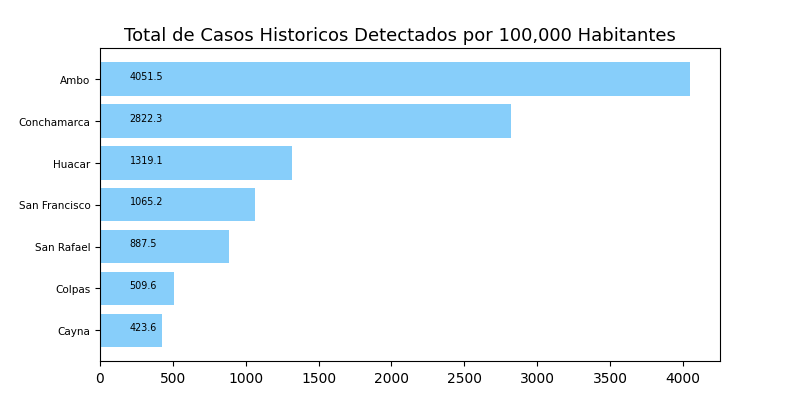 Total de Casos Historicos Detectados por 100,000 Habitantes
Ambo 4051.5
Conchamarca 2822.3
Huacar 1319.1
San Francisco 1065.2
San Rafael 887.5
Colpas 509.6
Cayna 423.6
0 500 1000 1500 2000 2500 3000 3500 4000